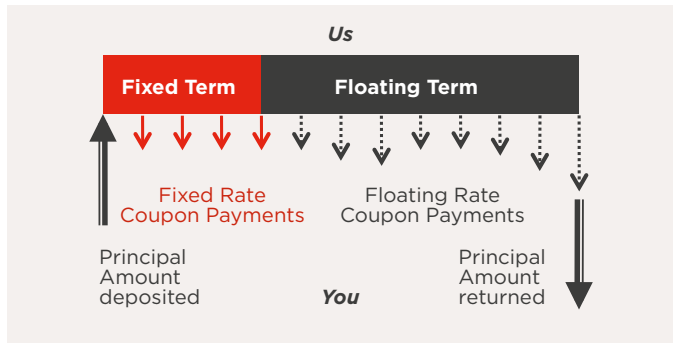 Us
Fixed Term
Floating Term
Fixed Rate
Coupon Payments
Floating Rate
Coupon Payments
Principal
Amount
deposited
You
Principal
Amount
returned